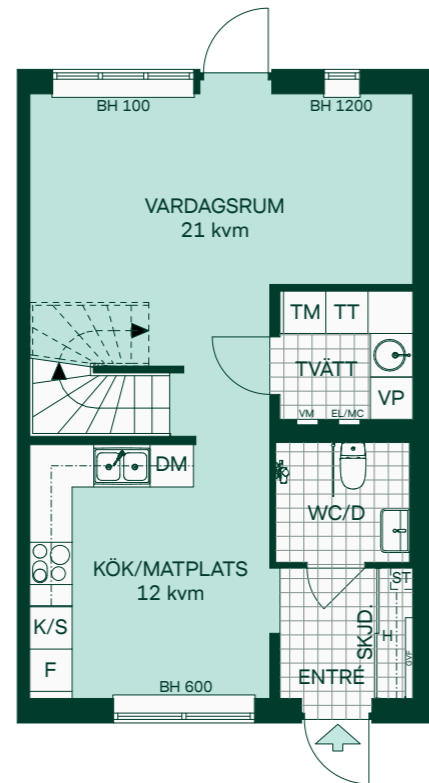 BH 100
BH 1200
VARDAGSRUM
21 kvm
TM
TT
TVÄTT
VP
VM
EL/MC
DM
WC/D
KÖK/MATPLATS
12 kvm
K/S
F
ST
SKJD.
H
GVF
ENTRÉ
BH 600